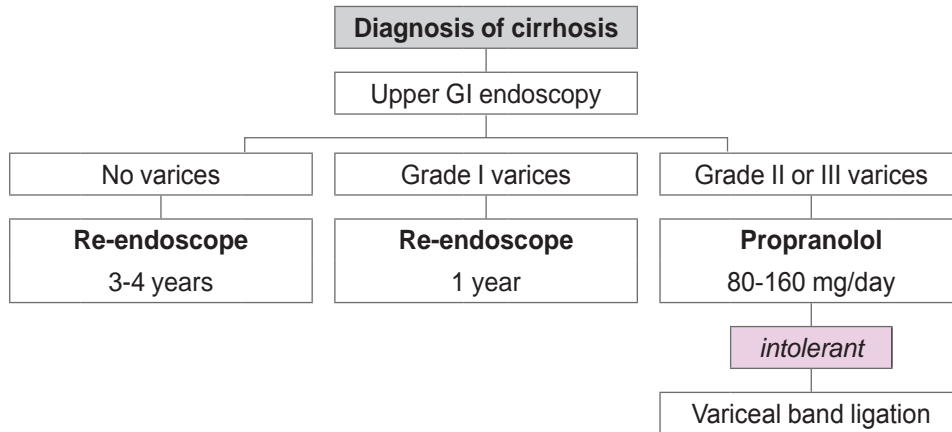 Diagnosis of cirrhosis
Upper GI endoscopy
No varices
Grade I varices
Grade II or III varices
Re-endoscope
3-4 years
Re-endoscope
1 year
Propranolol
80-160 mg/day
intolerant
Variceal band ligation